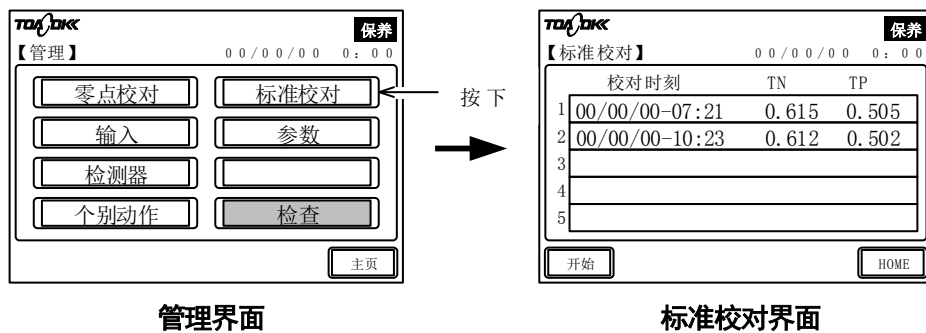 TOADKK
保养
【管理】 00/00/00 0:00
零点校对 标准校对
输入 参数
检测器
个别动作 检查
主页
管理界面
按下
TOADKK
保养
【标准校对】 00/00/00 0:00
校对时刻 TN TP
1 00/00/00-07:21 0.615 0.505
2 00/00/00-10:23 0.612 0.502
3
4
5
开始 HOME
标准校对界面